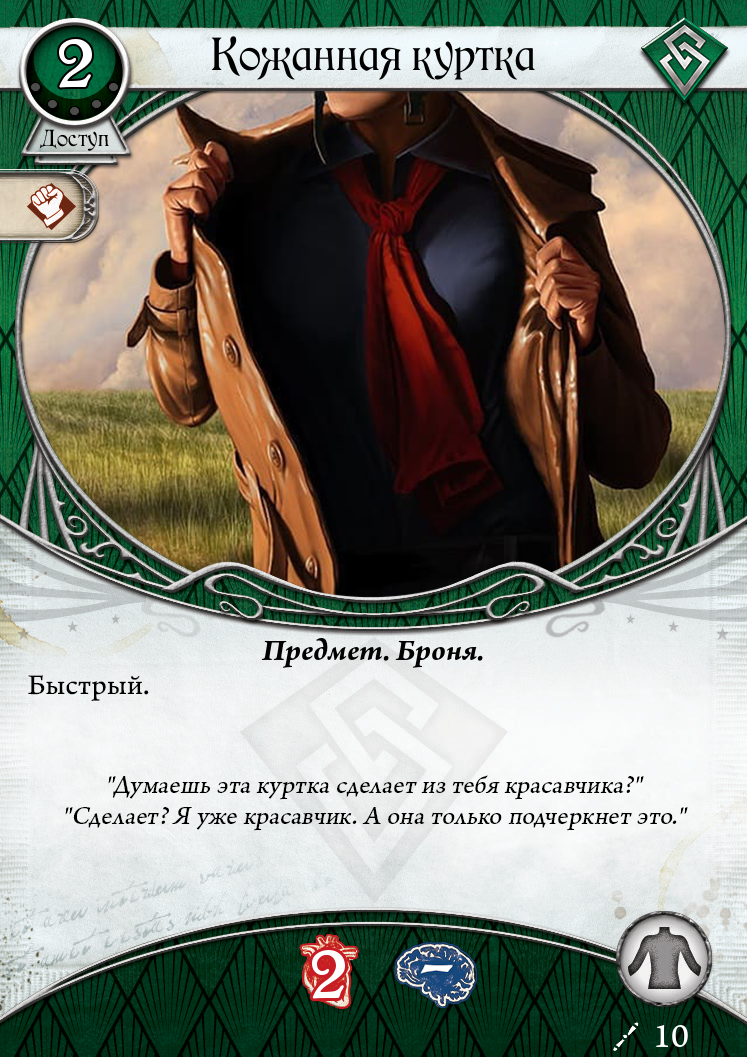 2
Кожанная куртка
Доступ
Предмет. Броня.
Быстрый.
"Думаешь эта куртка сделает из тебя красавчика?"
"Сделает? Я уже красавчик. А она только подчеркнет это."
2
-
10